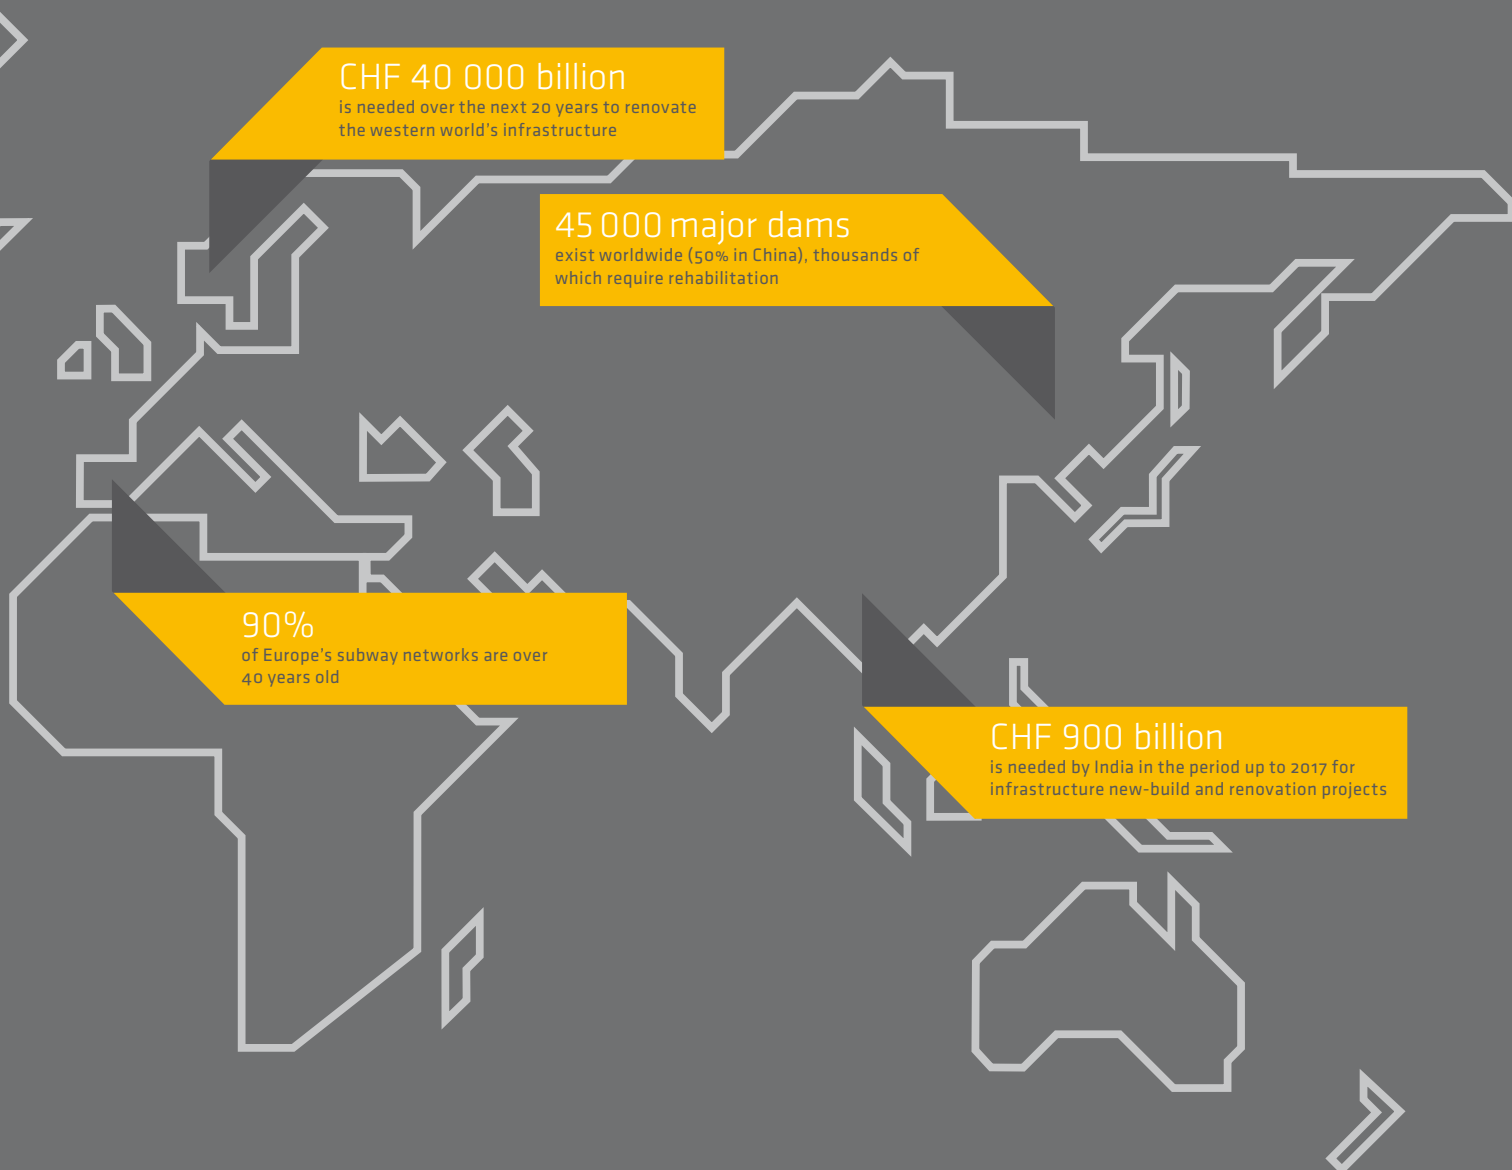 CHF 40 000 billion
is needed over the next 20 years to renovate
the western world's infrastructure
45 000 major dams
exist worldwide (50% in China), thousands of
which require rehabilitation
90%
of Europe's subway networks are over
40 years old
CHF 900 billion
is needed by India in the period up to 2017 for
infrastructure new-build and renovation projects